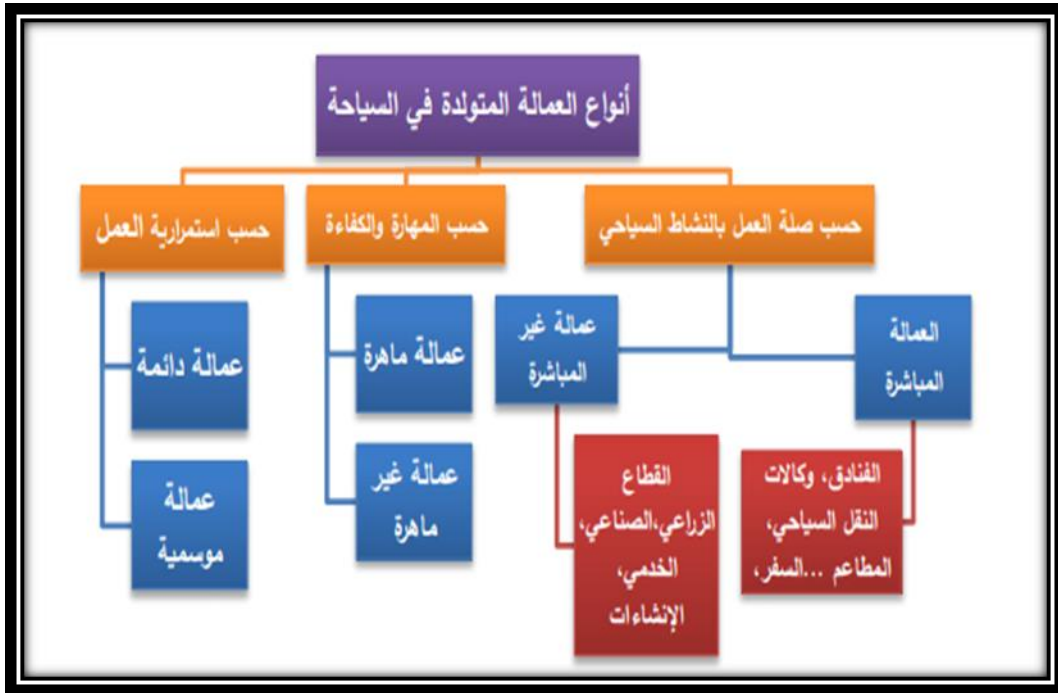 أنواع العمالة المتولدة في السياحة
حسب صلة العمل بالنشاط السياحي
حسب المهارة والكفاءة
حسب استمرارية العمل
العمالة
المباشرة
عمالة غير
المباشرة
عمالة ماهرة
عمالة دائمة
الفنادق، وكالات
النقل السياحي،
المطاعم ...السفر،
القطاع
الزراعي،الصناعي،
الخدمي،
الإنشاءات
عمالة غير
ماهرة
عمالة
موسمية